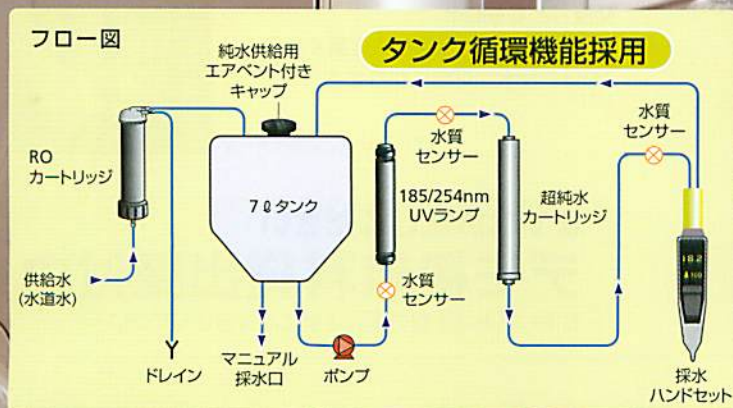 フロー図
タンク循環機能採用
純水供給用
エアベント付き
キャップ
水質
センサー
水質
センサー
RO
カートリッジ
7ℓタンク
185/254nm
UVランプ
超純水
カートリッジ
18.2
供給水
(水道水)
水質
センサー
ドレイン
マニュアル
採水口
ポンプ
採水
ハンドセット